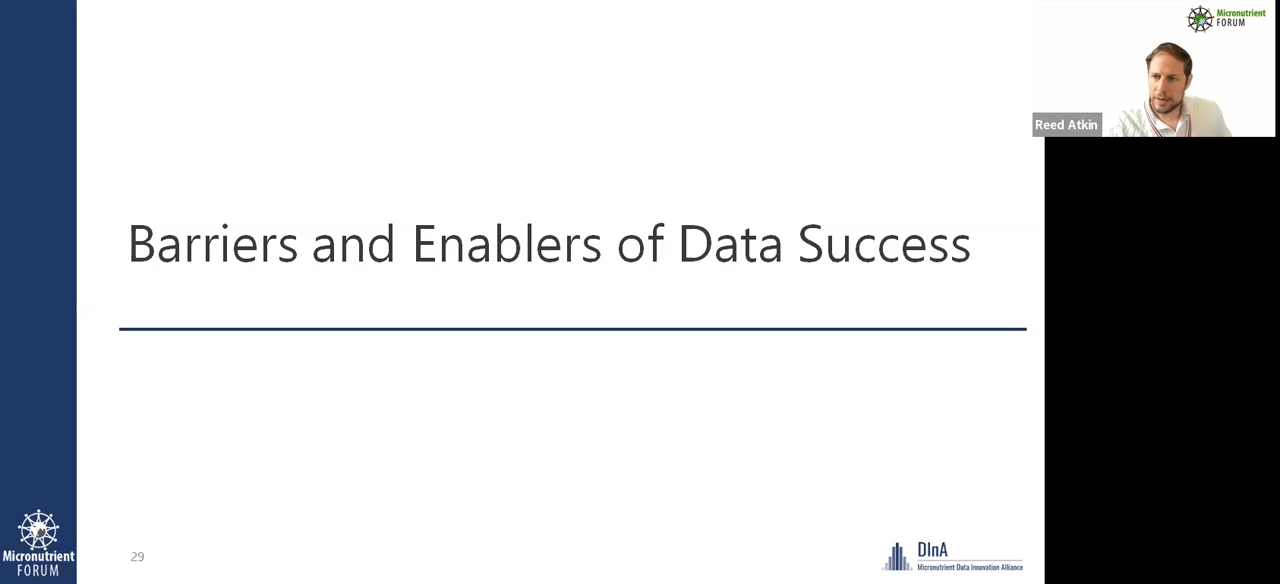 Micronutrient
FORUM
Reed Atkin
Barriers and Enablers of Data Success
Micronutrient
FORUM
29
DInA
Micronutrient Data Innovation Alliance